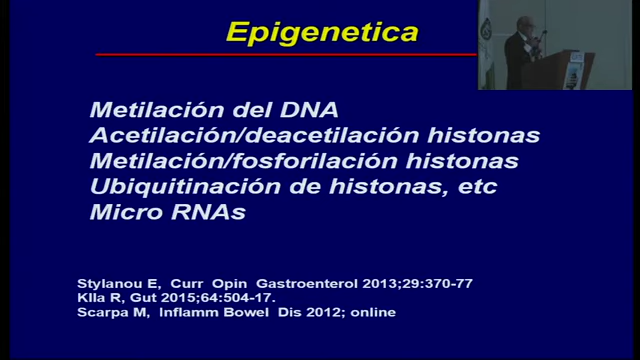 Epigenetica
Metilación del DNA
Acetilación/deacetilación histonas
Metilación/fosforilación histonas
Ubiquitinación de histonas, etc
Micro RNAs
Stylanou E, Curr Opin Gastroenterol 2013;29:370-77
Klla R, Gut 2015;64:504-17.
Scarpa M, Inflamm Bowel Dis 2012; online